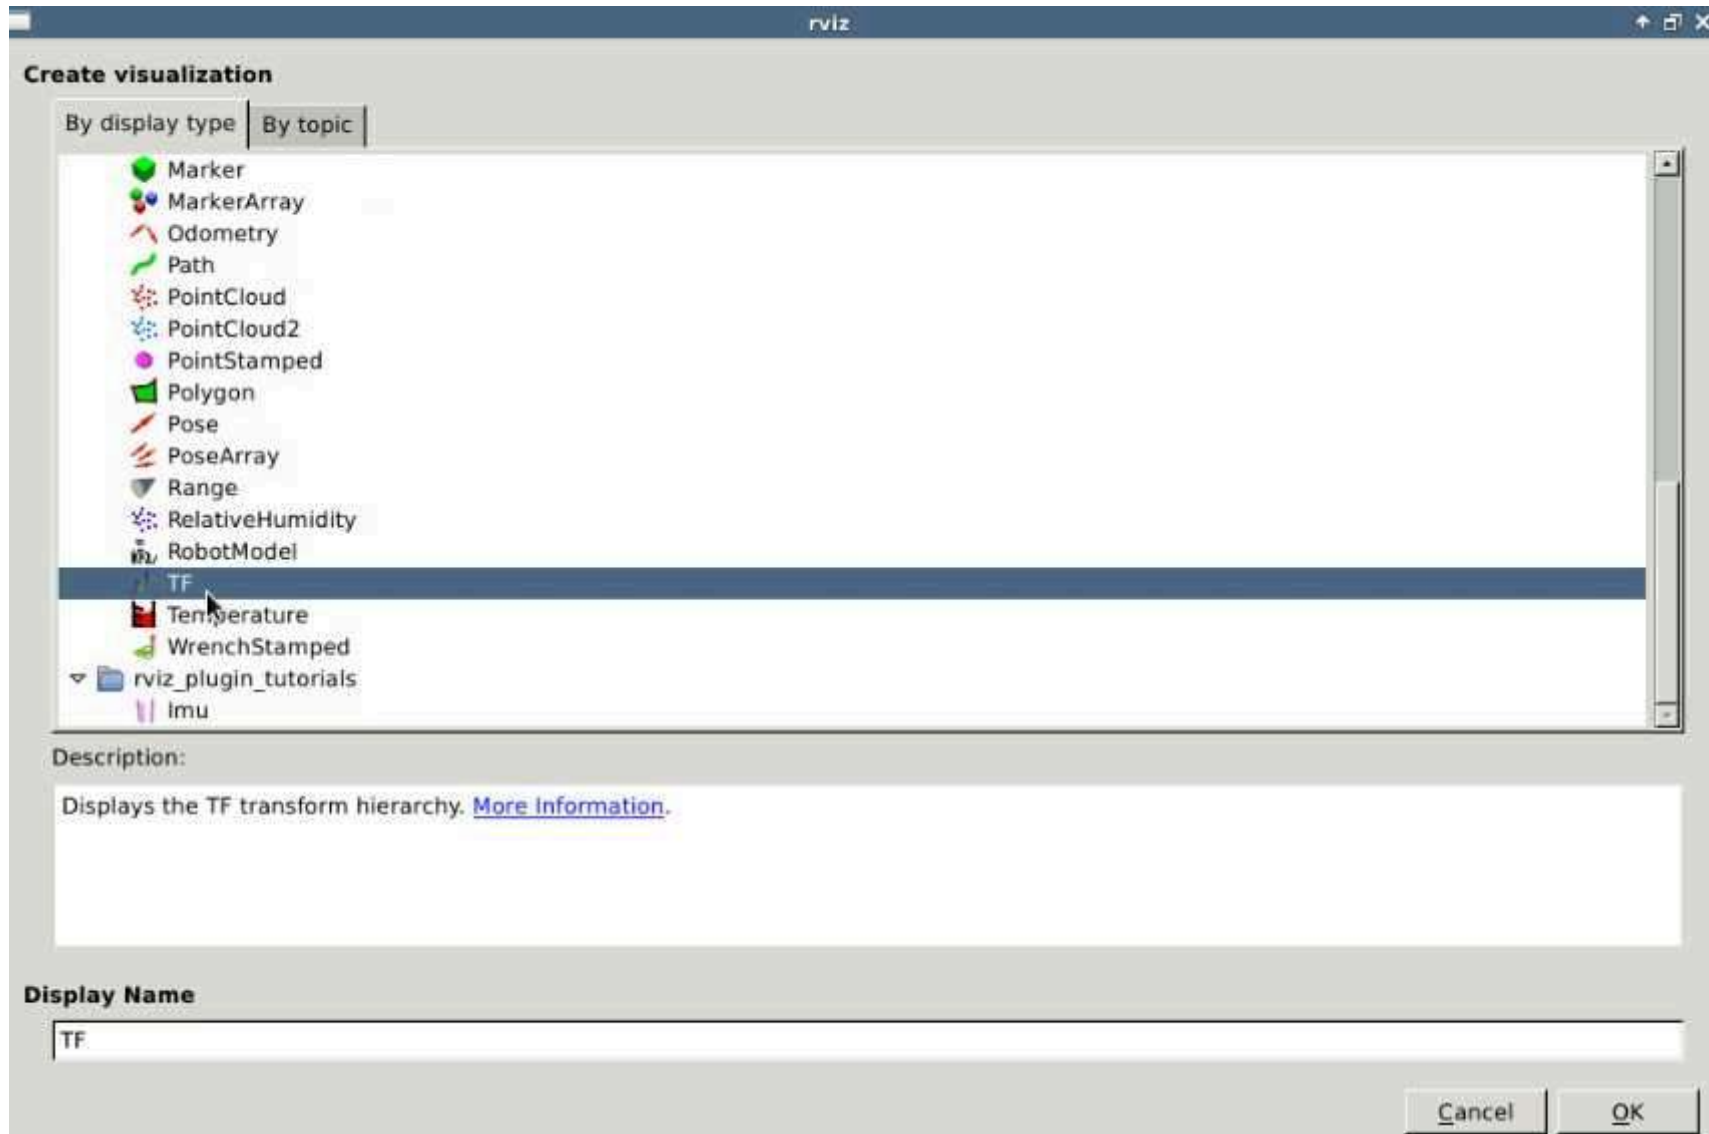 rviz
Create visualization
By display type By topic
Marker
MarkerArray
Odometry
Path
PointCloud
PointCloud2
PointStamped
Polygon
Pose
PoseArray
Range
RelativeHumidity
RobotModel
TF
Temperature
WrenchStamped
rviz_plugin_tutorials
Imu
Description:
Displays the TF transform hierarchy. More Information.
Display Name
TF
Cancel OK